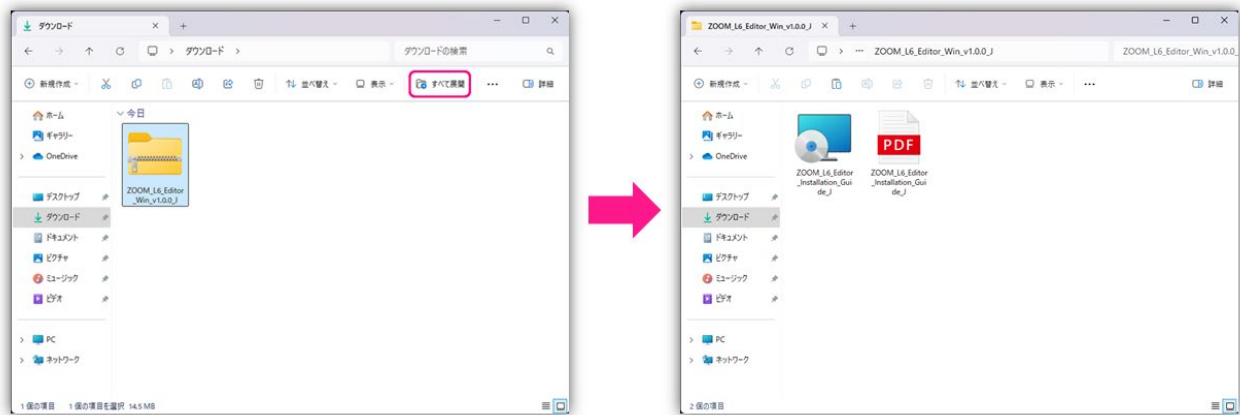 ダウンロード
ダウンロード
ダウンロードの検索
新規作成
並べ替え
表示
すべて展開
詳細
ホーム
ギャラリー
OneDrive
デスクトップ
ダウンロード
ドキュメント
ピクチャ
ミュージック
ビデオ
PC
ネットワーク
今日
ZOOM_L6_Editor
_Win_v1.0.0_J
1 個の項目 1 個の項目を選択 14.5 MB
ZOOM_L6_Editor_Win_v1.0.0_J
ZOOM_L6_Editor_Win_v1.0.0_J
ZOOM_L6_Editor_Win_v1.0.0_
新規作成
並べ替え
表示
詳細
ホーム
ギャラリー
OneDrive
デスクトップ
ダウンロード
ドキュメント
ピクチャ
ミュージック
ビデオ
PC
ネットワーク
ZOOM_L6_Editor
_Installation_Gui
de_J
PDF
ZOOM_L6_Editor
_Installation_Gui
de_J
2 個の項目